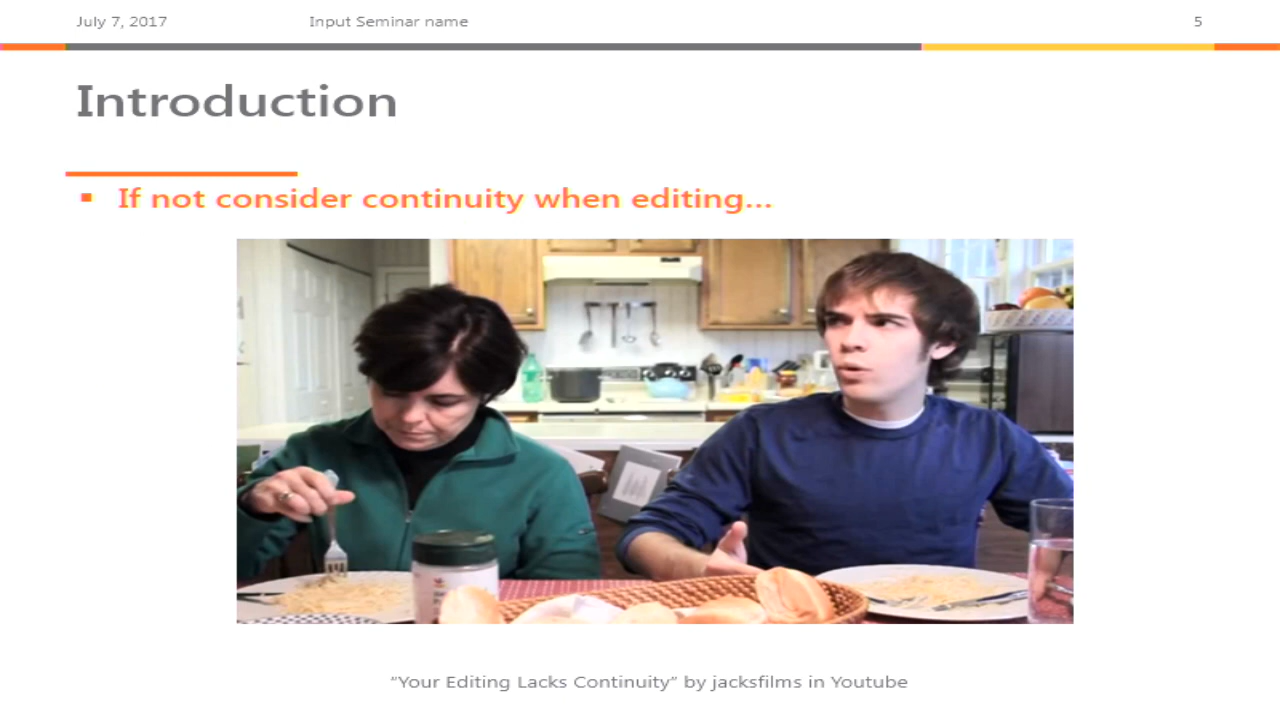 July 7, 2017 Input Seminar name 5
Introduction
▪ If not consider continuity when editing...
"Your Editing Lacks Continuity" by jacksfilms in Youtube